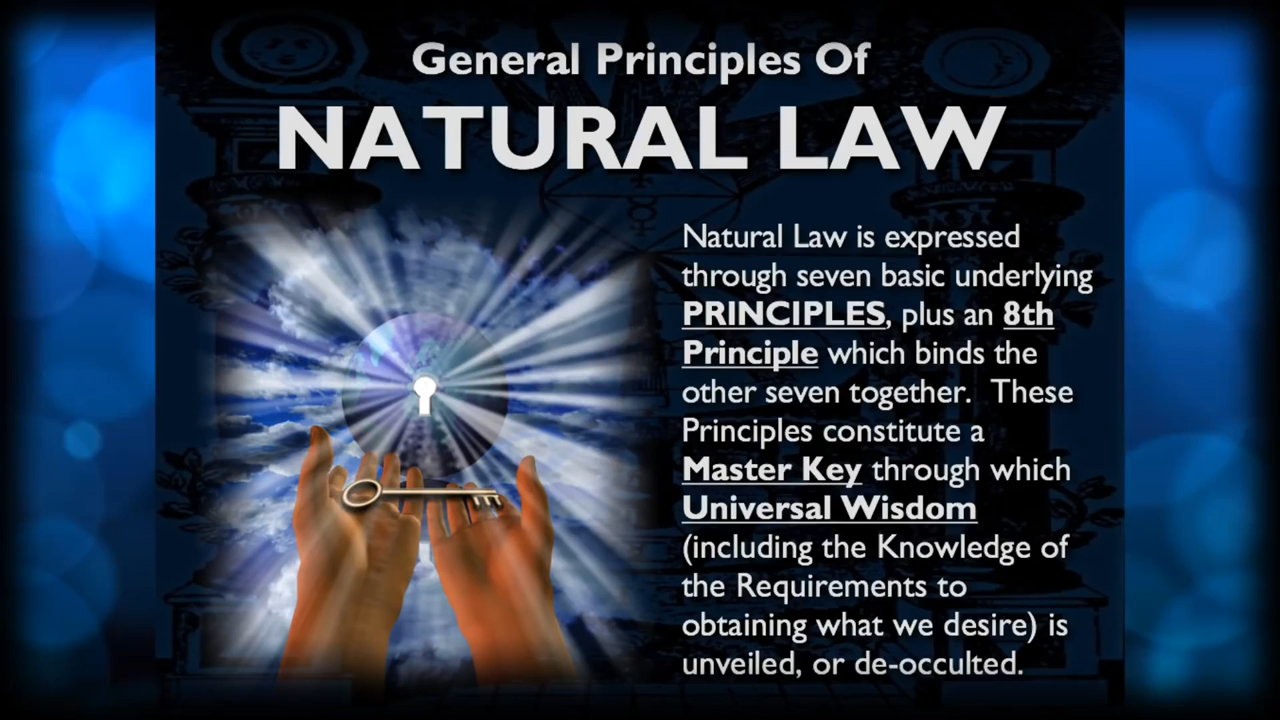 General Principles Of
NATURAL LAW
Natural Law is expressed
through seven basic underlying
PRINCIPLES, plus an 8th
Principle which binds the
other seven together.  These
Principles constitute a
Master Key through which
Universal Wisdom
(including the Knowledge of
the Requirements to
obtaining what we desire) is
unveiled, or de-occulted.